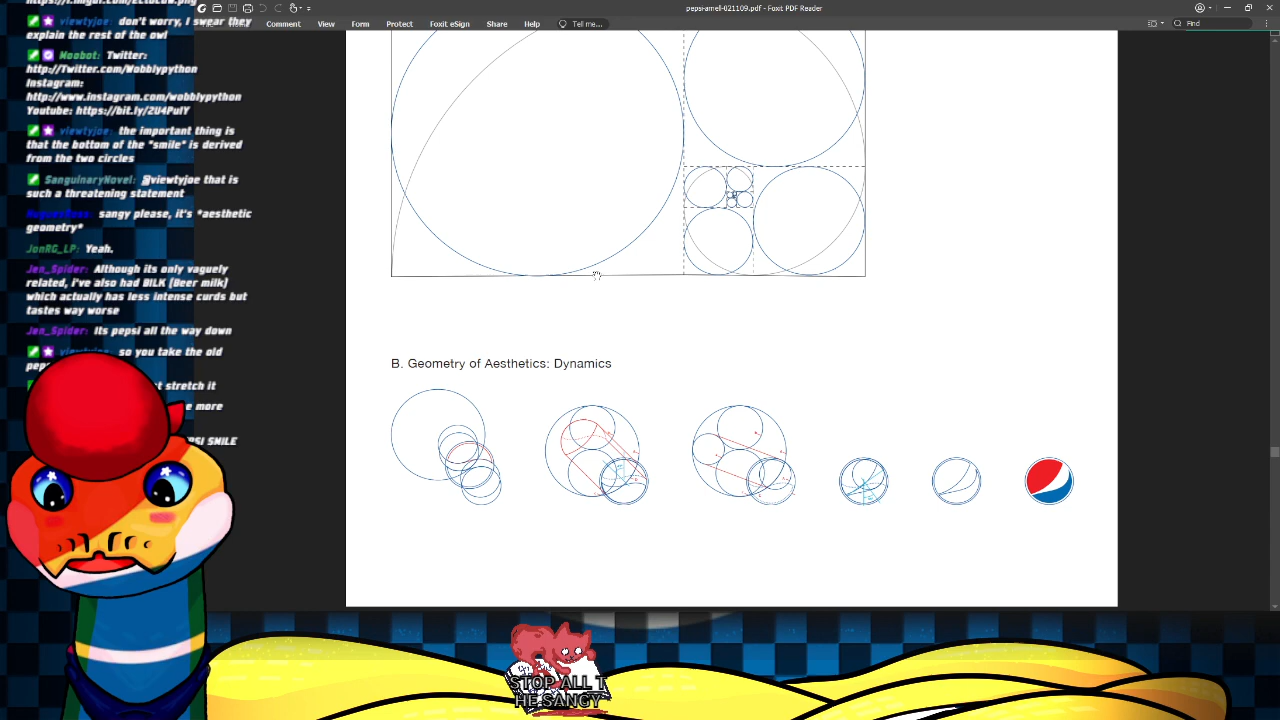 pepsi-arnell-021109.pdf - Foxit PDF Reader
Comment View Form Protect Foxit eSign Share Help Tell me... Find
viewtyjoe: don't worry, I swear they
explain the rest of the owl
Moobot: Twitter:
http://Twitter.com/Wobblypython
Instagram:
http://www.instagram.com/wobblypython
Youtube: https://bit.ly/2U4PuIY
viewtyjoe: the important thing is
that the bottom of the "smile" is derived
from the two circles
SanguinaryNovel: @viewtyjoe that is
such a threatening statement
sangy please, it's *aesthetic
geometry*
JonRG_LP: Yeah.
Jen_Spider: Although its only vaguely
related, i've also had BILK (Beer milk)
which actually has less intense curds but
tastes way worse
Jen_Spider: Its pepsi all the way down
so you take the old
stretch it
more
SMILE
B. Geometry of Aesthetics: Dynamics
STOP ALL T
HE SANGY